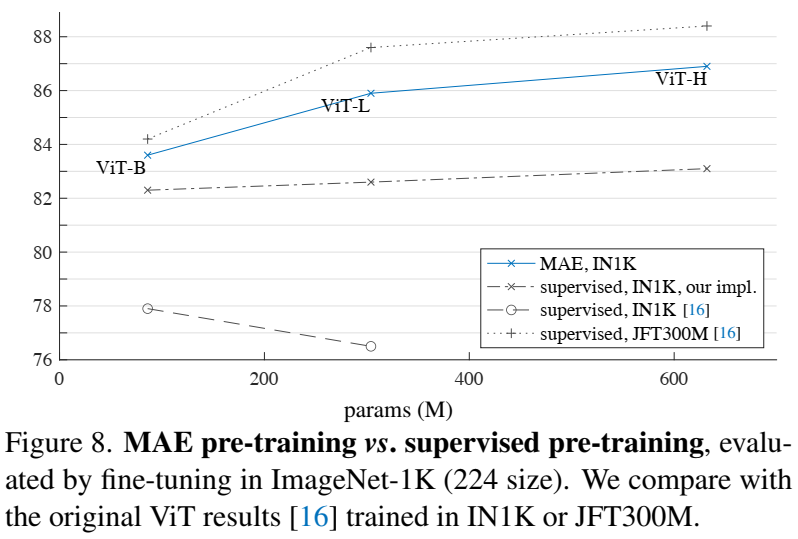 88
86
84
82
80
78
76
ViT-B
ViT-L
ViT-H
MAE, IN1K
supervised, IN1K, our impl.
supervised, IN1K [16]
supervised, JFT300M [16]
0 200 400 600
params (M)
Figure 8. MAE pre-training vs. supervised pre-training, evalu-
ated by fine-tuning in ImageNet-1K (224 size). We compare with
the original ViT results [16] trained in IN1K or JFT300M.